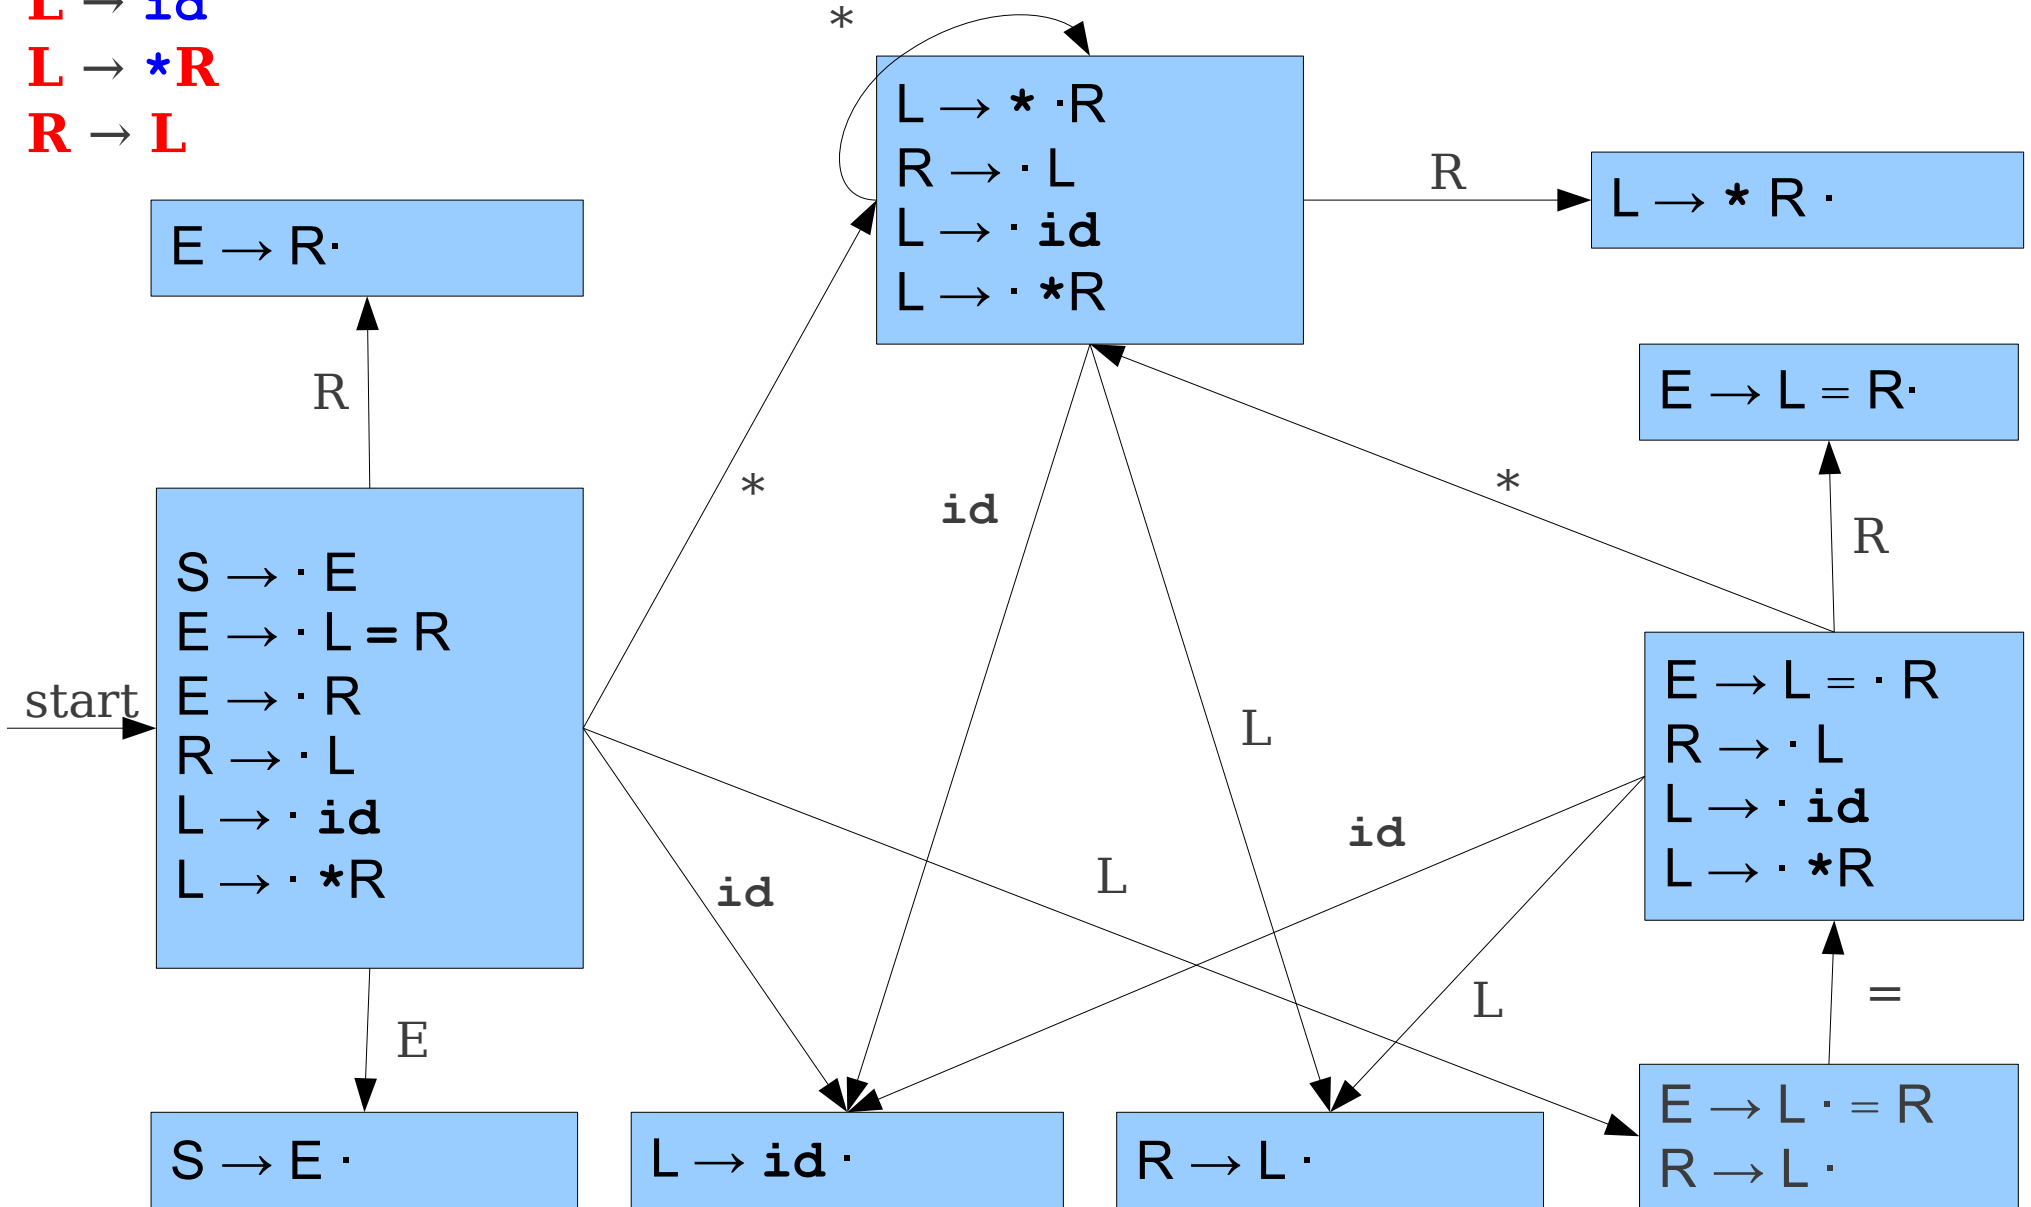 L → id
L → *R
R → L
*
L → * ·R
R → · L
L → · id
L → · *R
R
L → * R ·
E → R·
R
E → L = R·
R
*
id
*
S → · E
E → · L = R
E → · R
R → · L
L → · id
L → · *R
start
E → L = · R
R → · L
L → · id
L → · *R
L
id
L
id
L
=
E
S → E ·
L → id ·
R → L ·
E → L · = R
R → L ·